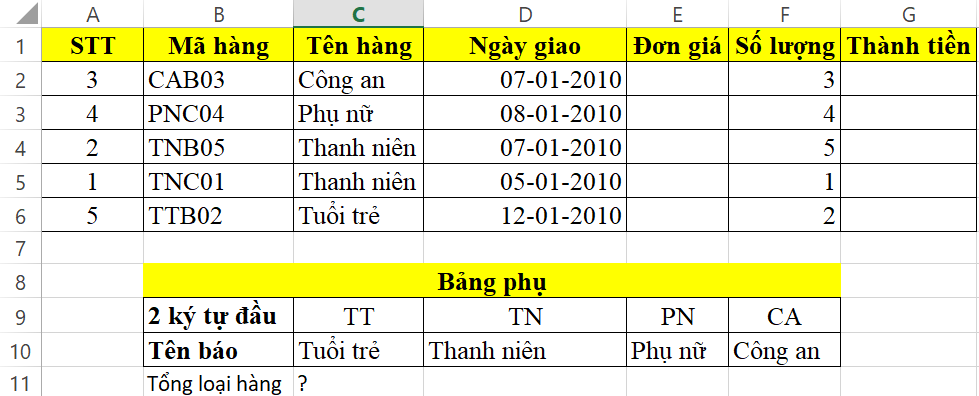 A B C D E F G
1 STT Mã hàng Tên hàng Ngày giao Đơn giá Số lượng Thành tiền
2 3 CAB03 Công an 07-01-2010 3
3 4 PNC04 Phụ nữ 08-01-2010 4
4 2 TNB05 Thanh niên 07-01-2010 5
5 1 TNC01 Thanh niên 05-01-2010 1
6 5 TTB02 Tuổi trẻ 12-01-2010 2
7
8 Bảng phụ
9 2 ký tự đầu TT TN PN CA
10 Tên báo Tuổi trẻ Thanh niên Phụ nữ Công an
11 Tổng loại hàng ?